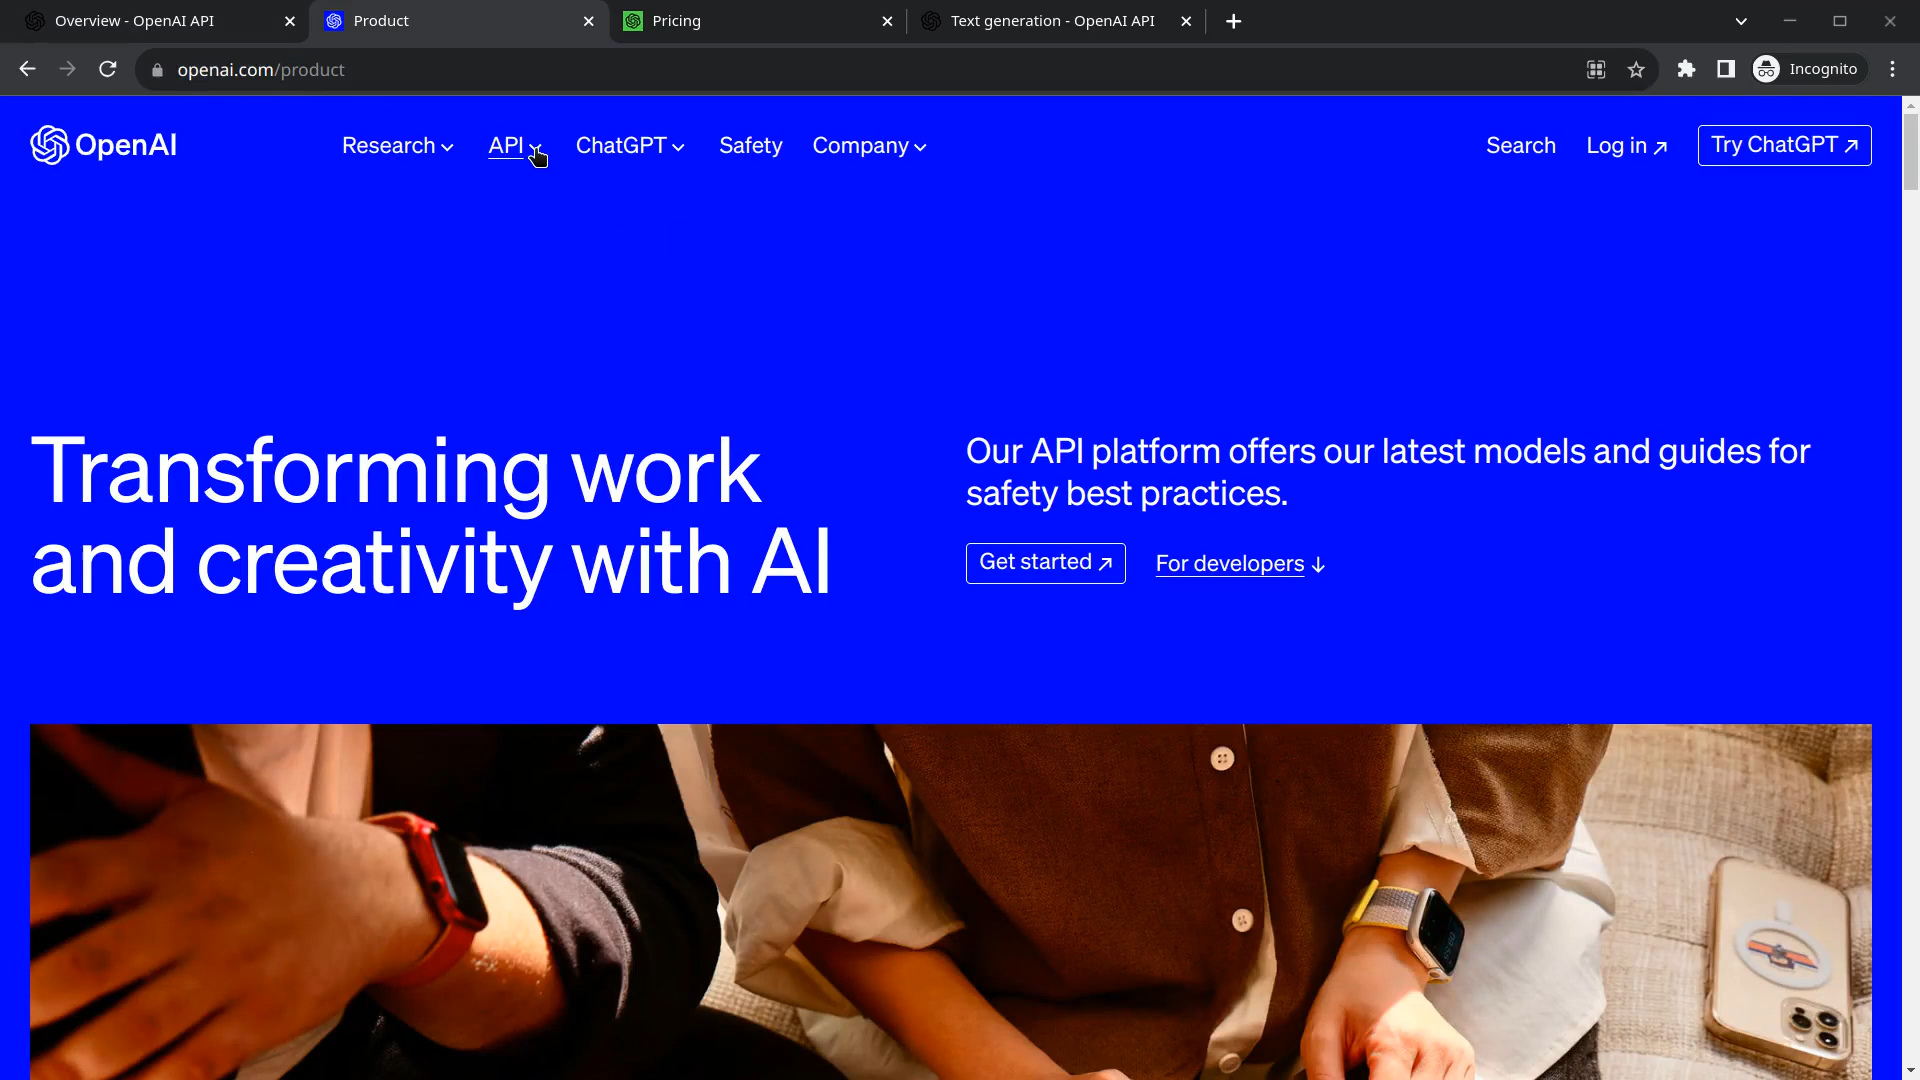 Overview - OpenAI API
Product
Pricing
Text generation - OpenAI API
openai.com/product
Incognito
OpenAI
Research
API
ChatGPT
Safety
Company
Search
Log in ↗
Try ChatGPT ↗
Transforming work
and creativity with AI
Our API platform offers our latest models and guides for
safety best practices.
Get started ↗
For developers ↓